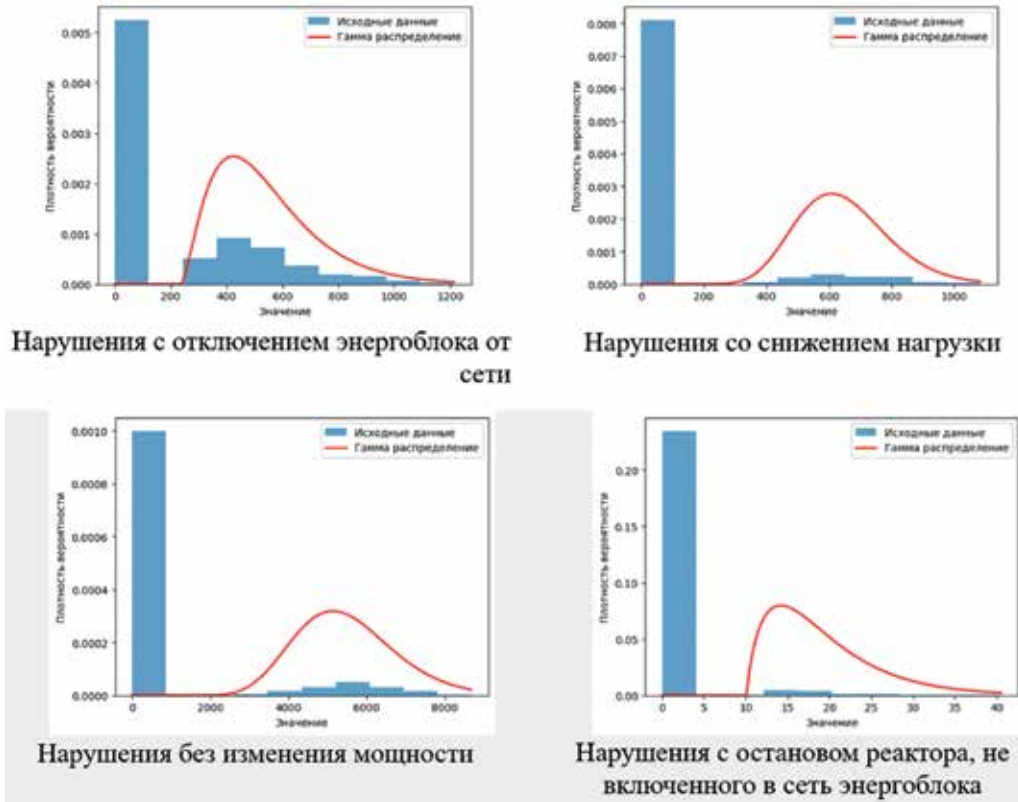 Исходные данные
Гамма распределение
Плотность вероятности
0.005
0.004
0.003
0.002
0.001
0.000
0 200 400 600 800 1000 1200
Значение
Нарушения с отключением энергоблока от
сети
Исходные данные
Гамма распределение
Плотность вероятности
0.008
0.007
0.006
0.005
0.004
0.003
0.002
0.001
0.000
0 200 400 600 800 1000
Значение
Нарушения со снижением нагрузки
Исходные данные
Гамма распределение
Плотность вероятности
0.0010
0.0008
0.0006
0.0004
0.0002
0.0000
0 2000 4000 6000 8000
Значение
Нарушения без изменения мощности
Исходные данные
Гамма распределение
Плотность вероятности
0.20
0.15
0.10
0.05
0.00
0 5 10 15 20 25 30 35 40
Значение
Нарушения с остановом реактора, не
включенного в сеть энергоблока